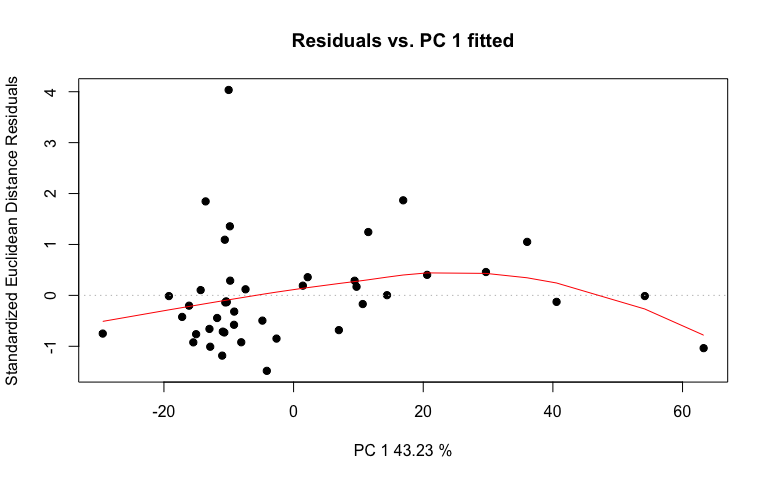 Residuals vs. PC 1 fitted
Standardized Euclidean Distance Residuals
4
3
2
1
0
-1
-20 0 20 40 60
PC 1 43.23 %